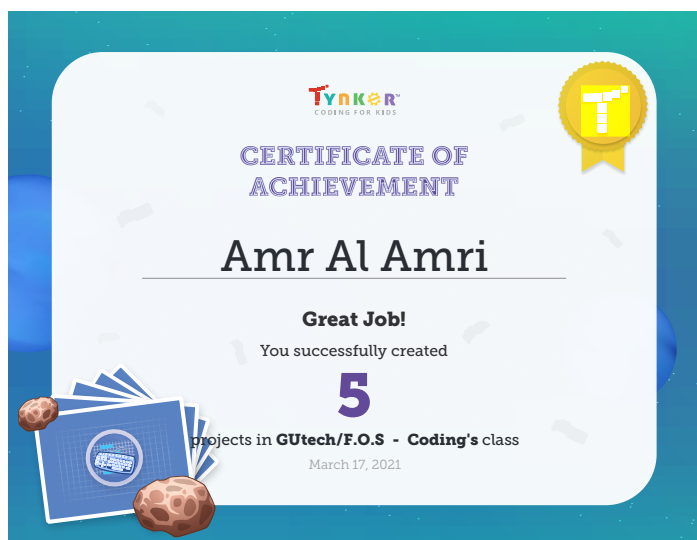 TYNKER™
CODING FOR KIDS
CERTIFICATE OF
ACHIEVEMENT
Amr Al Amri
Great Job!
You successfully created
5
projects in GUtech/F.O.S - Coding's class
March 17, 2021
T